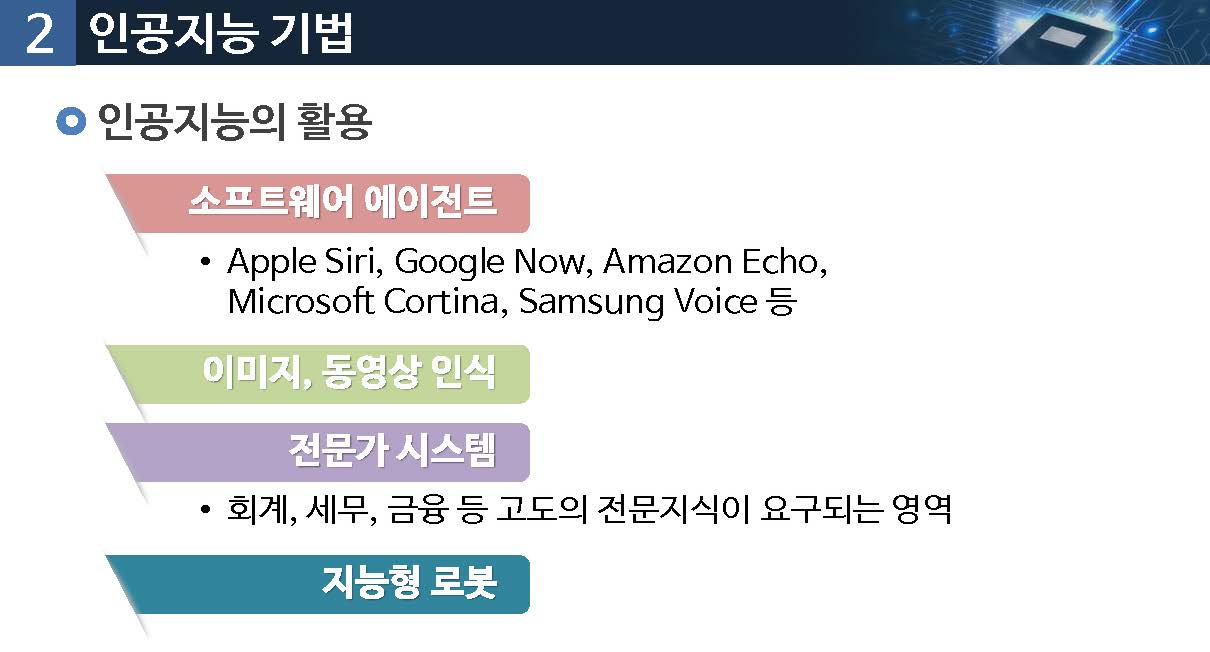 2 인공지능 기법
인공지능의 활용
소프트웨어 에이전트
• Apple Siri, Google Now, Amazon Echo,
Microsoft Cortina, Samsung Voice 등
이미지, 동영상 인식
전문가 시스템
• 회계, 세무, 금융 등 고도의 전문지식이 요구되는 영역
지능형 로봇